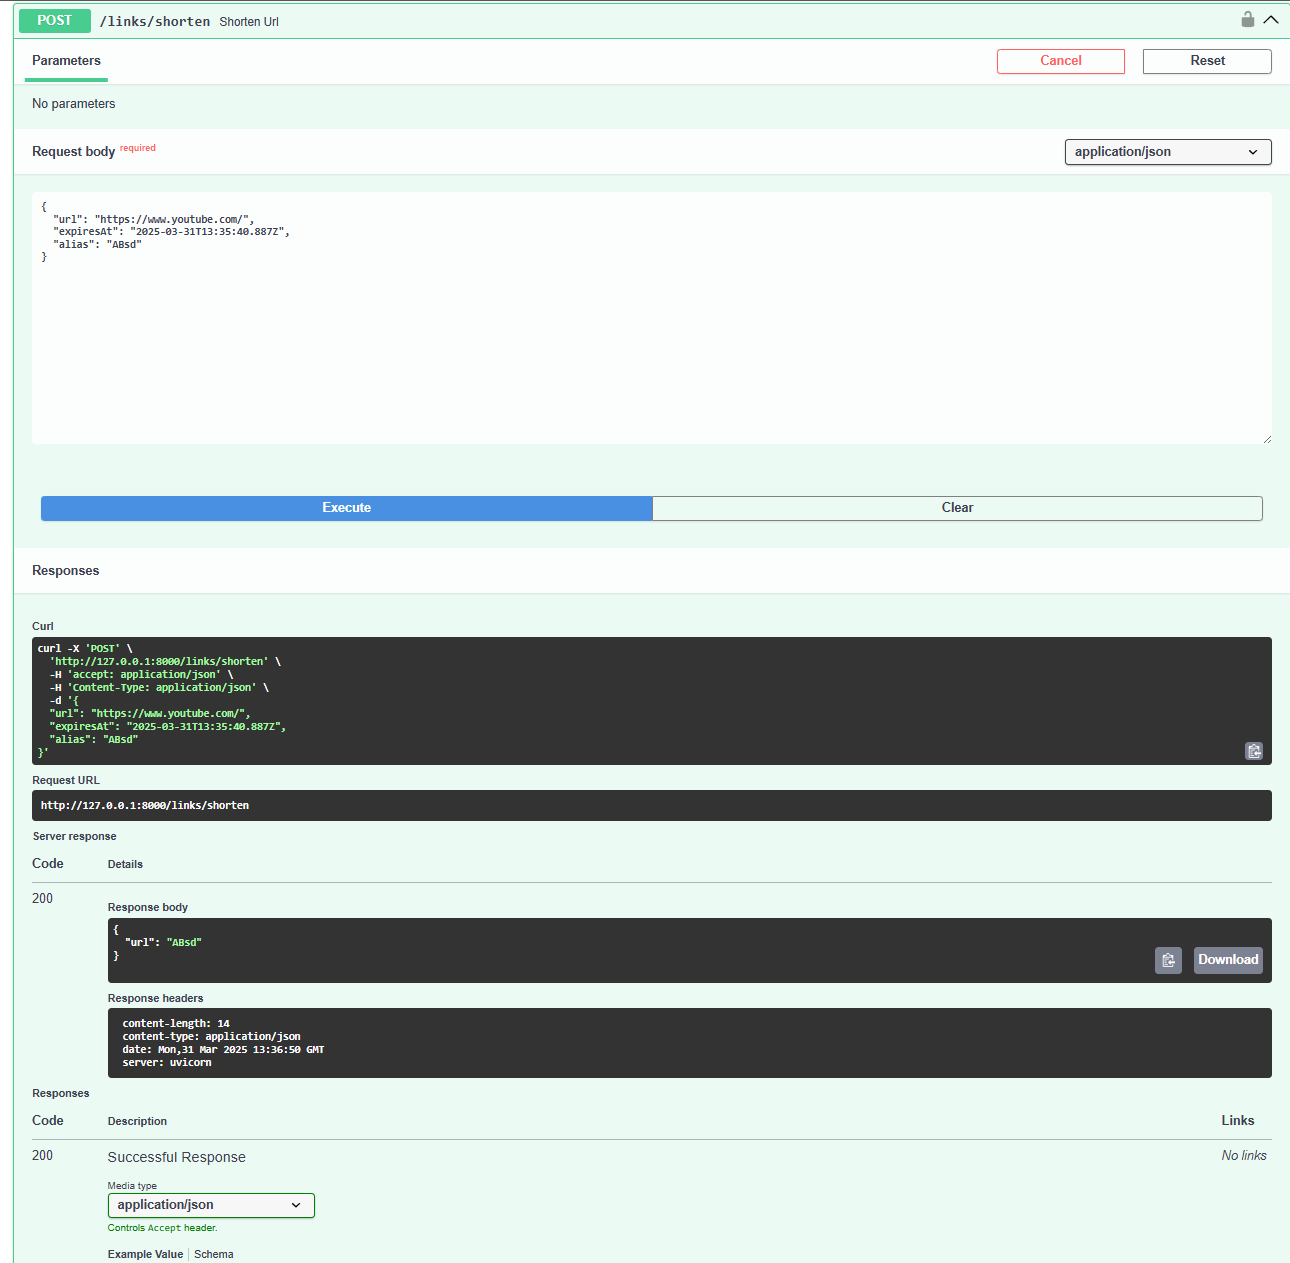 POST /links/shorten Shorten Url
Parameters
Cancel
Reset
No parameters
Request body required
application/json
{
  "url": "https://www.youtube.com/",
  "expiresAt": "2025-03-31T13:35:40.887Z",
  "alias": "ABsd"
}
Execute
Clear
Responses
Curl
curl -X 'POST' \
  'http://127.0.0.1:8000/links/shorten' \
  -H 'accept: application/json' \
  -H 'Content-Type: application/json' \
  -d '{
  "url": "https://www.youtube.com/",
  "expiresAt": "2025-03-31T13:35:40.887Z",
  "alias": "ABsd"
}'
Request URL
http://127.0.0.1:8000/links/shorten
Server response
Code Details
200
Response body
{
  "url": "ABsd"
}
Download
Response headers
content-length: 14
content-type: application/json
date: Mon,31 Mar 2025 13:36:50 GMT
server: uvicorn
Responses
Code Description Links
200 Successful Response No links
Media type
application/json
Controls Accept header.
Example Value Schema